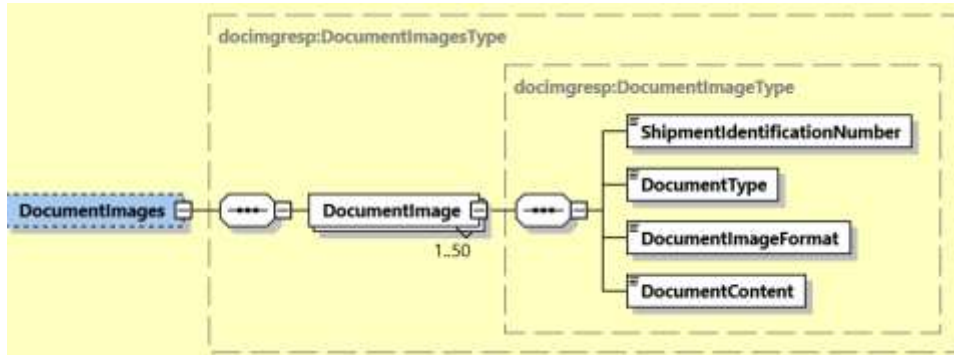 docimgresp:DocumentImagesType
docimgresp:DocumentImageType
ShipmentIdentificationNumber
DocumentType
DocumentImages
DocumentImage
1..50
DocumentImageFormat
DocumentContent